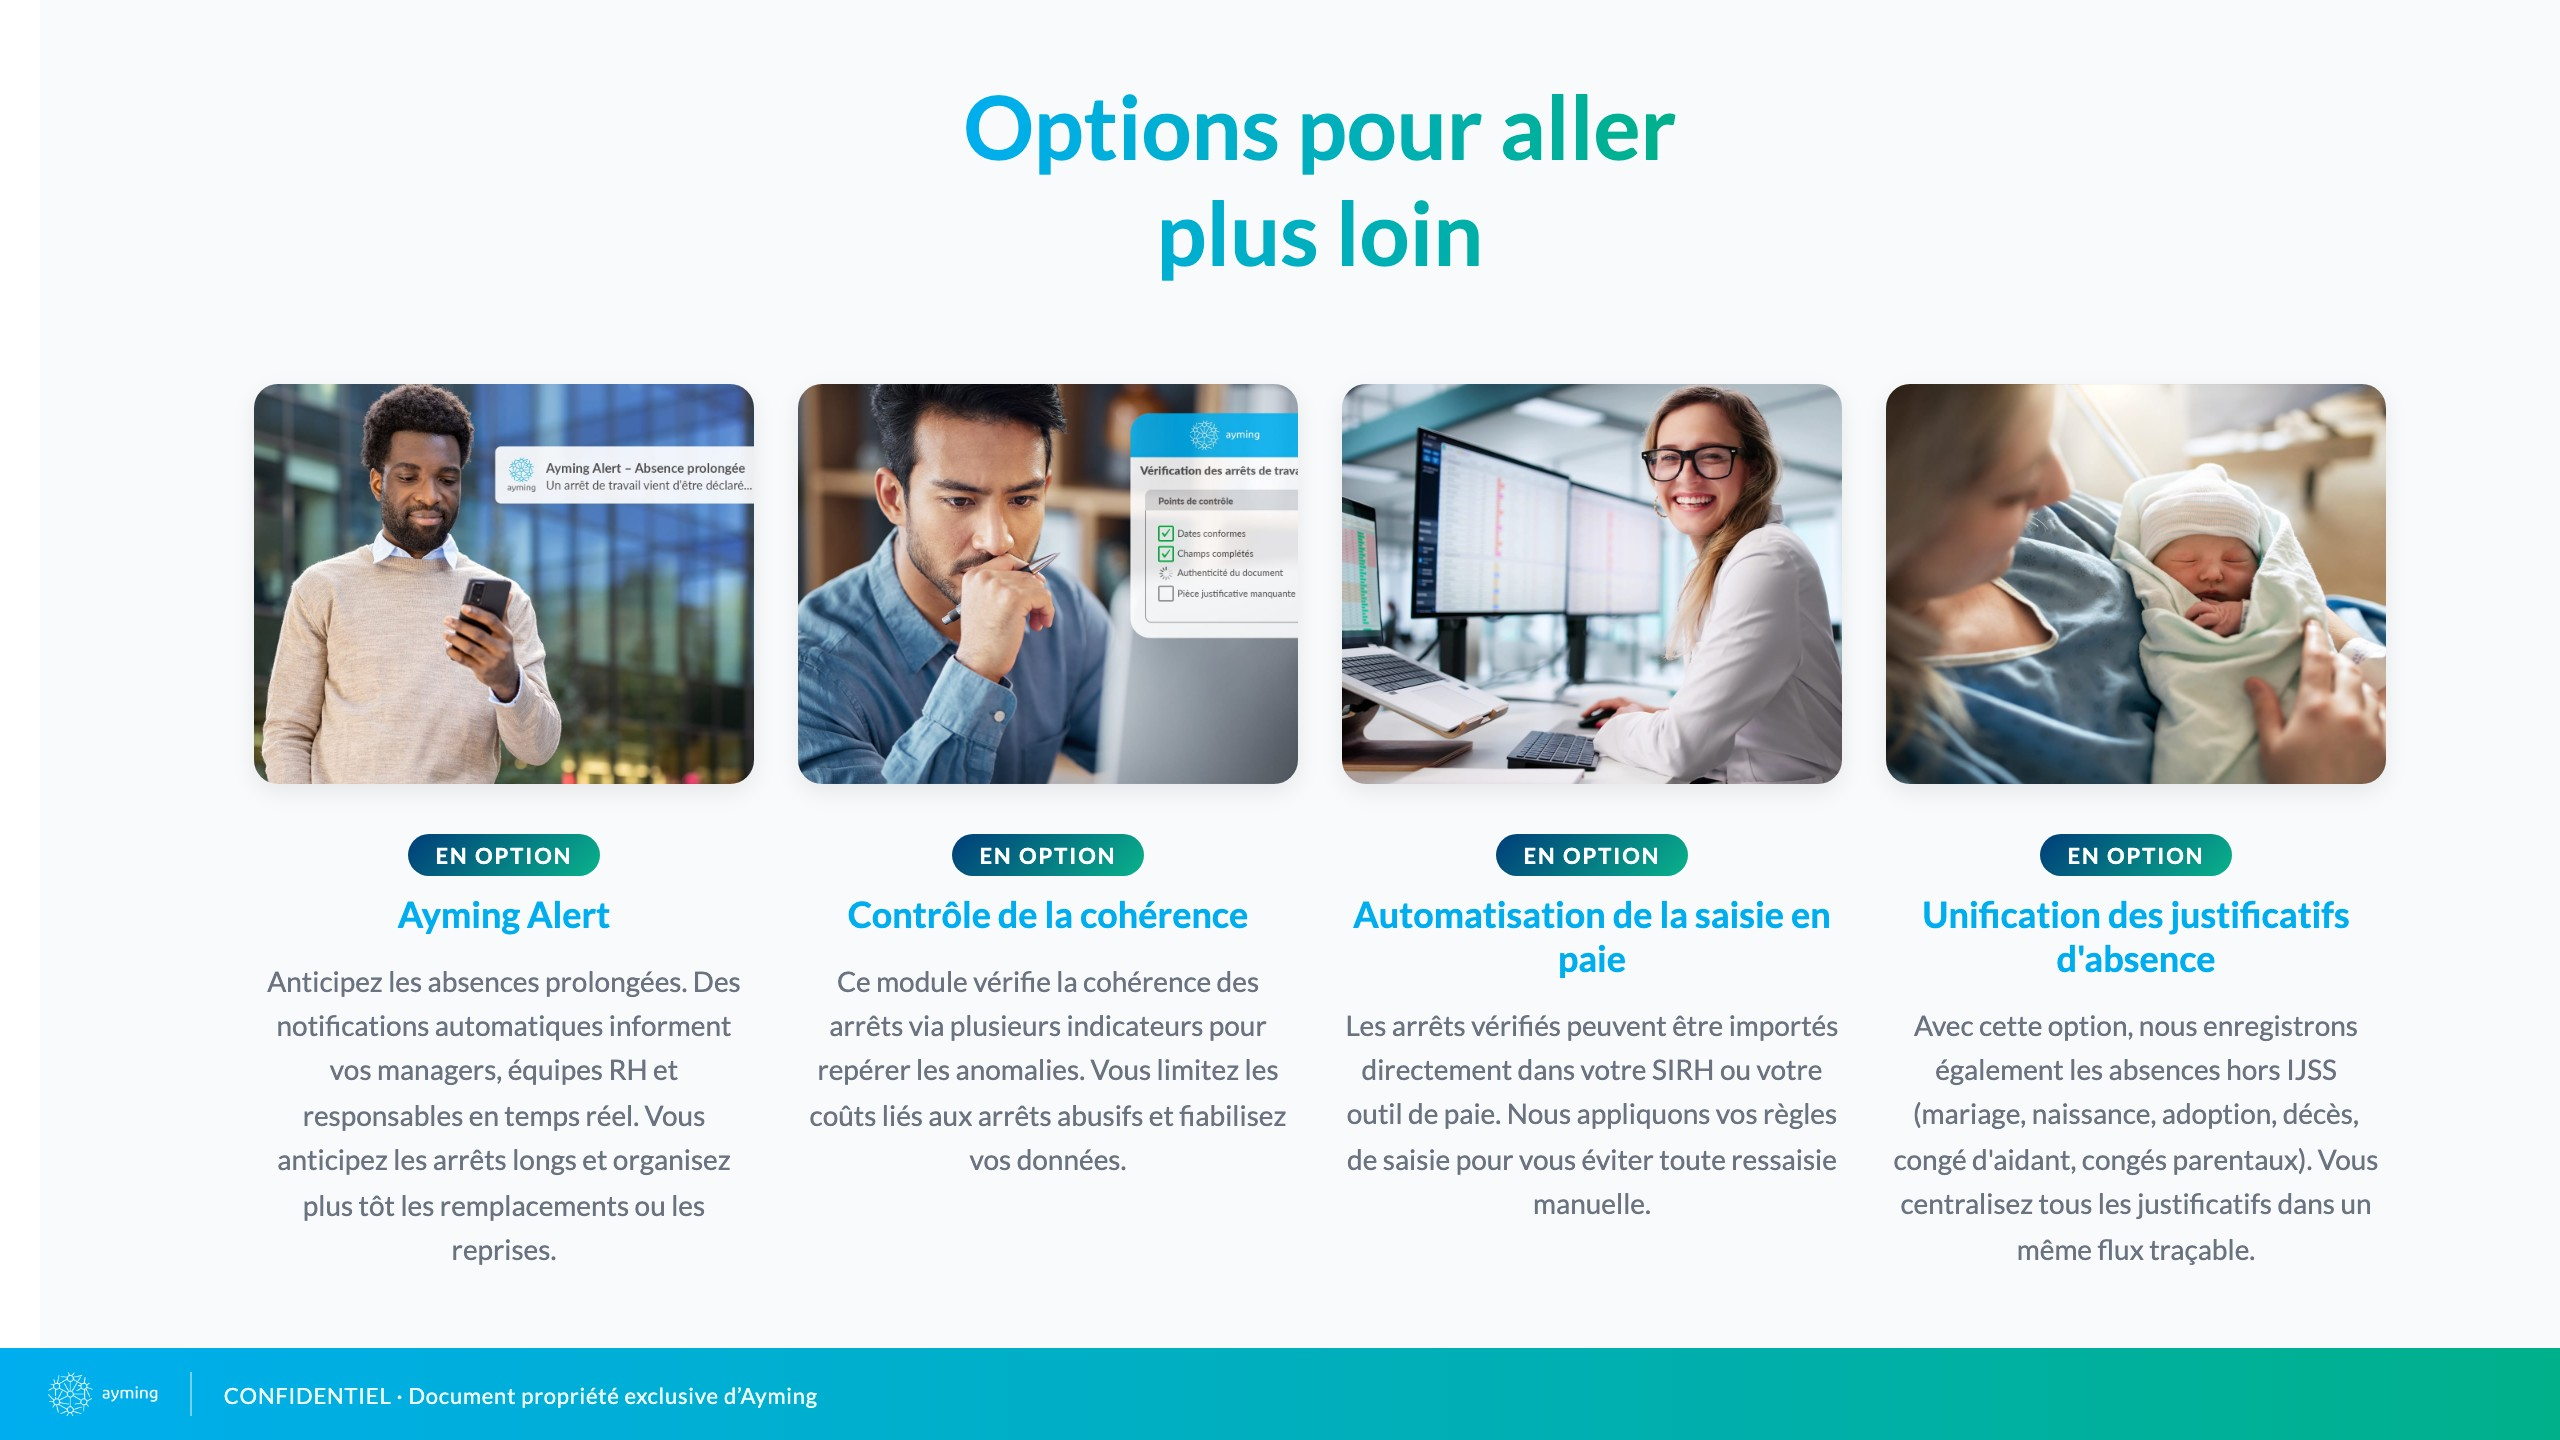 Options pour aller
plus loin
ayming
Ayming Alert – Absence prolongée
Un arrêt de travail vient d'être déclaré...
ayming
Vérification des arrêts de trava
Points de contrôle
Dates conformes
Champs complétés
Authenticité du document
Pièce justificative manquante
EN OPTION
Ayming Alert
Anticipez les absences prolongées. Des
notifications automatiques informent
vos managers, équipes RH et
responsables en temps réel. Vous
anticipez les arrêts longs et organisez
plus tôt les remplacements ou les
reprises.
EN OPTION
Contrôle de la cohérence
Ce module vérifie la cohérence des
arrêts via plusieurs indicateurs pour
repérer les anomalies. Vous limitez les
coûts liés aux arrêts abusifs et fiabilisez
vos données.
EN OPTION
Automatisation de la saisie en
paie
Les arrêts vérifiés peuvent être importés
directement dans votre SIRH ou votre
outil de paie. Nous appliquons vos règles
de saisie pour vous éviter toute ressaisie
manuelle.
EN OPTION
Unification des justificatifs
d'absence
Avec cette option, nous enregistrons
également les absences hors IJSS
(mariage, naissance, adoption, décès,
congé d'aidant, congés parentaux). Vous
centralisez tous les justificatifs dans un
même flux traçable.
ayming
CONFIDENTIEL · Document propriété exclusive d’Ayming